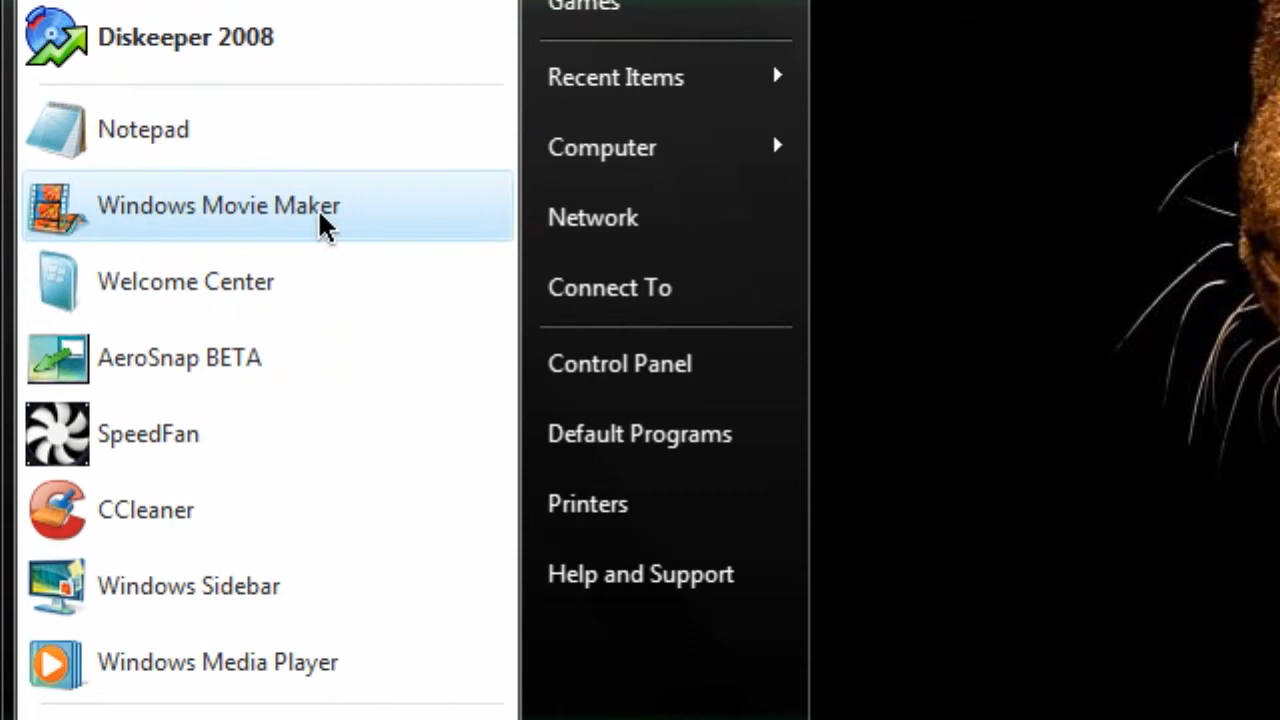 Diskeeper 2008
Notepad
Windows Movie Maker
Welcome Center
AeroSnap BETA
SpeedFan
CCleaner
Windows Sidebar
Windows Media Player
Games
Recent Items
Computer
Network
Connect To
Control Panel
Default Programs
Printers
Help and Support